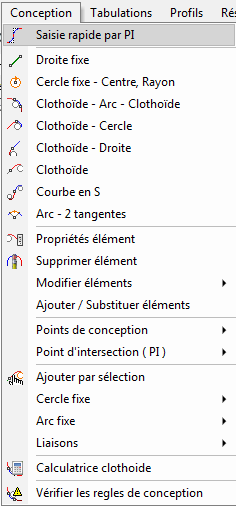 Conception Tabulations Profils
Saisie rapide par PI
Droite fixe
Cercle fixe - Centre, Rayon
Clothoïde - Arc - Clothoïde
Clothoïde - Cercle
Clothoïde - Droite
Clothoïde
Courbe en S
Arc - 2 tangentes
Propriétés élément
Supprimer élément
Modifier éléments
Ajouter / Substituer éléments
Points de conception
Point d'intersection ( PI )
Ajouter par sélection
Cercle fixe
Arc fixe
Liaisons
Calculatrice clothoide
Vérifier les regles de conception